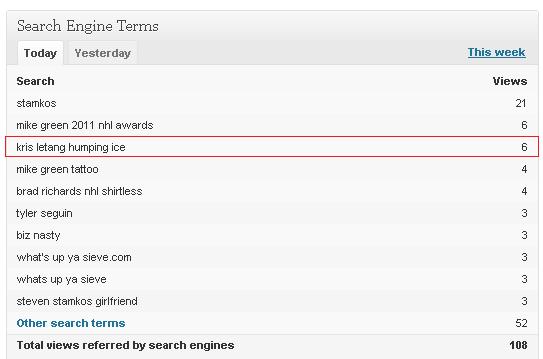 Search Engine Terms
Today Yesterday This week
Search Views
stamkos 21
mike green 2011 nhl awards 6
kris letang humping ice 6
mike green tattoo 4
brad richards nhl shirtless 4
tyler seguin 3
biz nasty 3
what's up ya sieve.com 3
whats up ya sieve 3
steven stamkos girlfriend 3
Other search terms 52
Total views referred by search engines 108